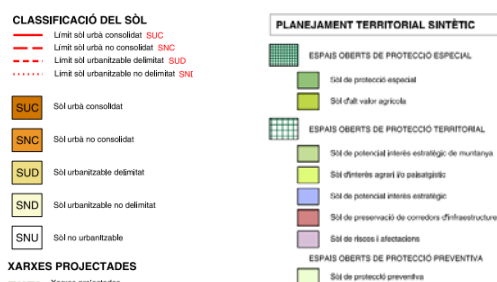 CLASSIFICACIÓ DEL SÒL
Límit sòl urbà consolidat SUC
Límit sòl urbà no consolidat SNC
Límit sòl urbanitzable delimitat SUD
Límit sòl urbanitzable no delimitat SND
SUC Sòl urbà consolidat
SNC Sòl urbà no consolidat
SUD Sòl urbanitzable delimitat
SND Sòl urbanitzable no delimitat
SNU Sòl no urbanitzable
XARXES PROJECTADES
Xarxes projectades
PLANEJAMENT TERRITORIAL SINTÈTIC
ESPAIS OBERTS DE PROTECCIÓ ESPECIAL
Sòl de protecció especial
Sòl d'alt valor agrícola
ESPAIS OBERTS DE PROTECCIÓ TERRITORIAL
Sòl de potencial interès estratègic de muntanya
Sòl d'interès agrari i/o paisatgístic
Sòl de potencial interès estratègic
Sòl de preservació de corredors d'infraestructures
Sòl de riscos i afectacions
ESPAIS OBERTS DE PROTECCIÓ PREVENTIVA
Sòl de protecció preventiva